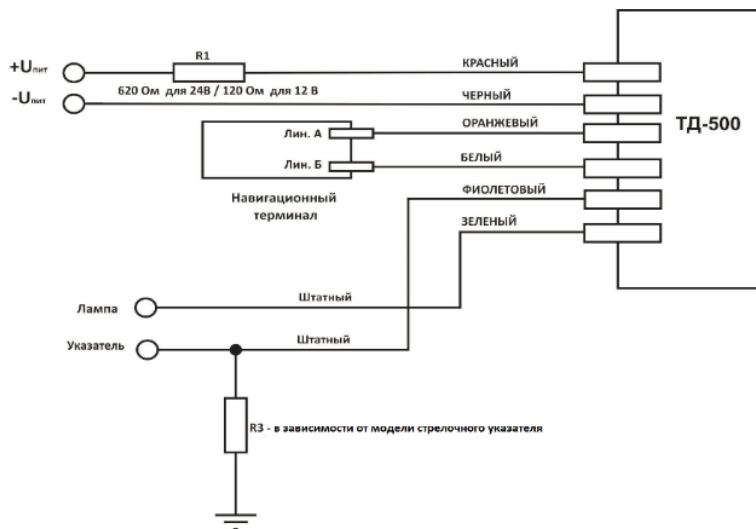 R1
+Uпит
КРАСНЫЙ
620 Ом для 24В / 120 Ом для 12 В
-Uпит
ЧЕРНЫЙ
ОРАНЖЕВЫЙ
ТД-500
Лин. А
БЕЛЫЙ
Лин. Б
ФИОЛЕТОВЫЙ
Навигационный
терминал
ЗЕЛЕНЫЙ
Штатный
Лампа
Указатель
Штатный
R3 - в зависимости от модели стрелочного указателя